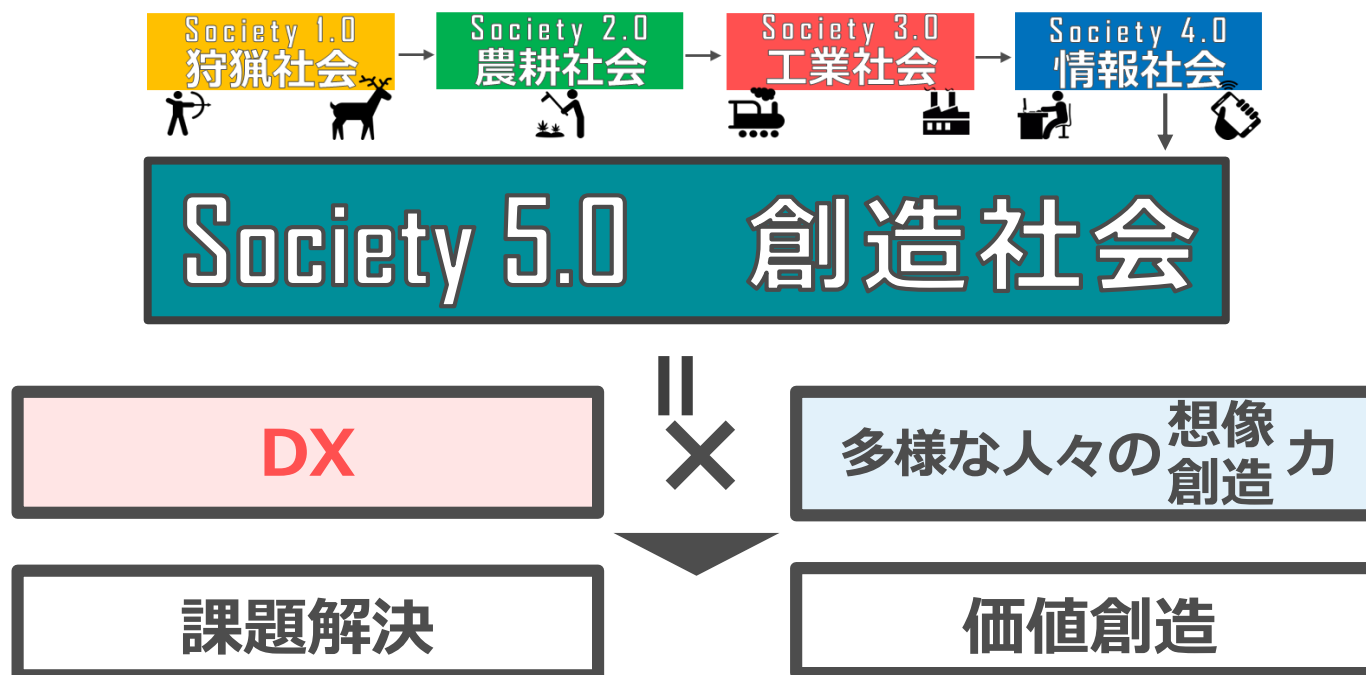 Society 1.0
狩猟社会
Society 2.0
農耕社会
Society 3.0
工業社会
Society 4.0
情報社会
Society 5.0 創造社会
=
DX
×
多様な人々の想像力
創造
課題解決
価値創造